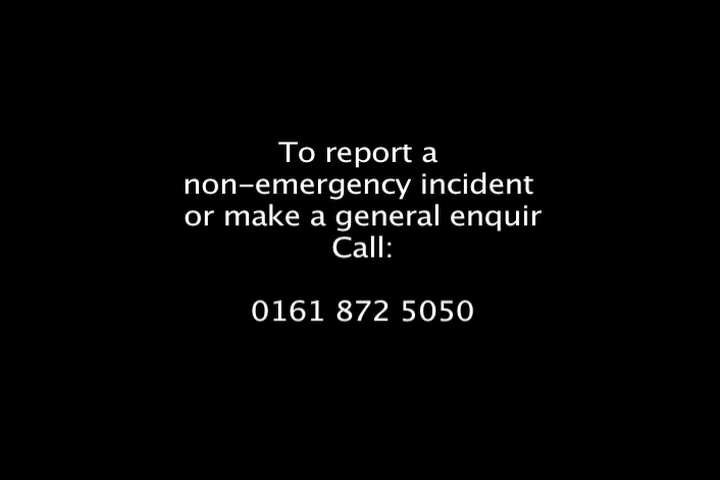 To report a
non-emergency incident
or make a general enquir
Call:
0161 872 5050